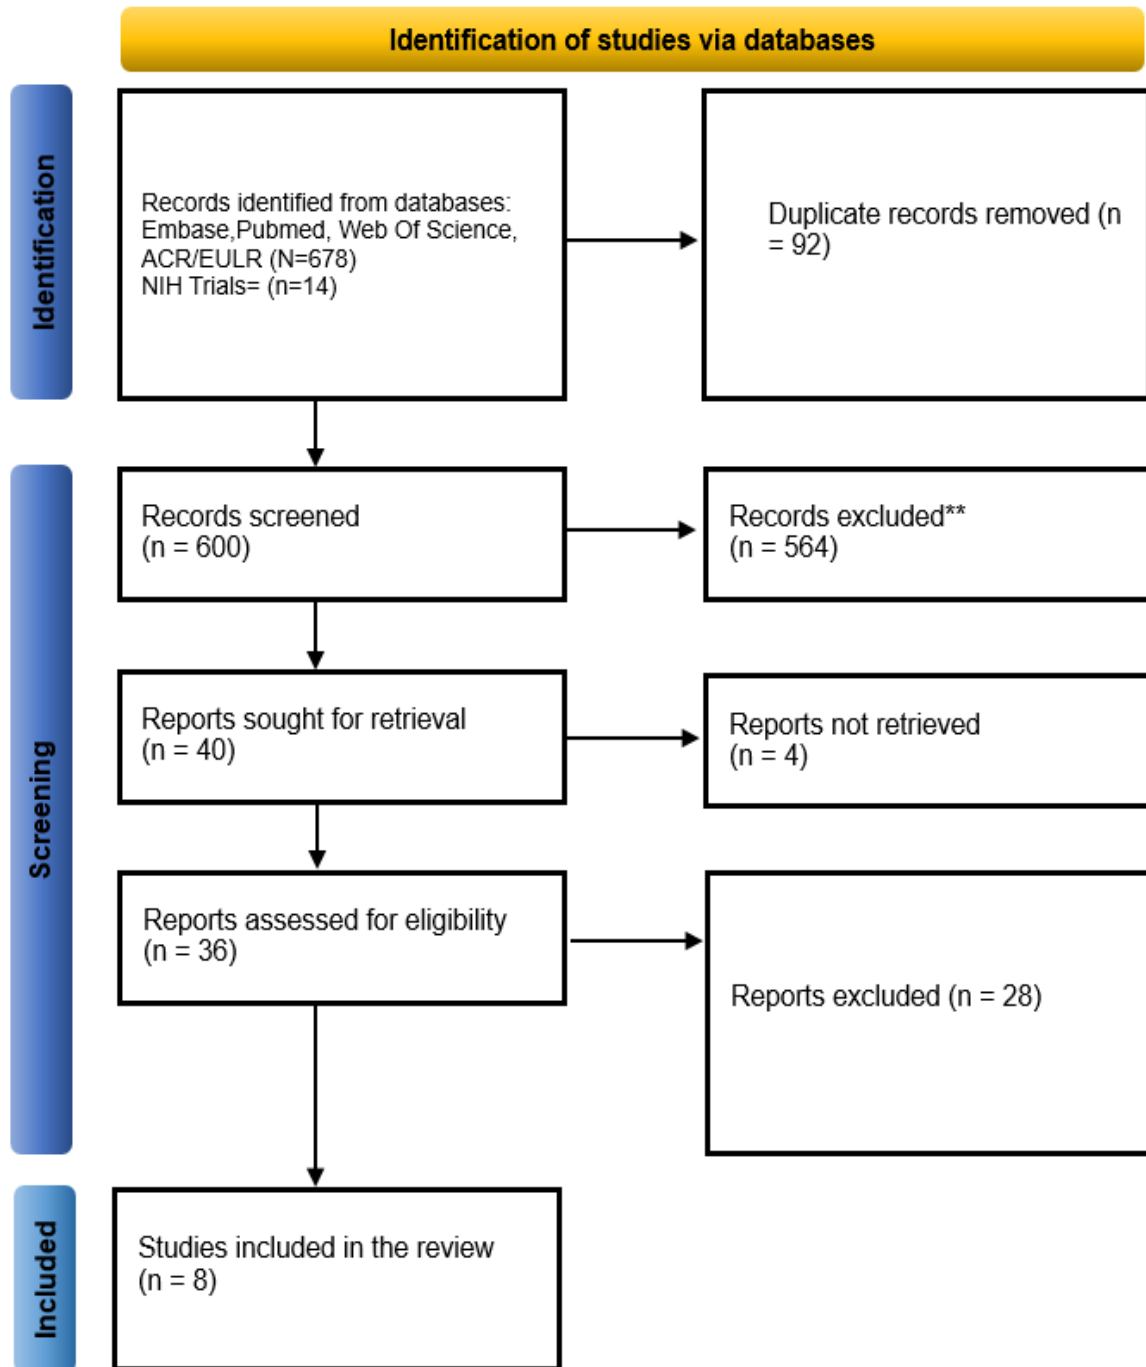 Identification of studies via databases
Identification
Records identified from databases:
Embase,Pubmed, Web Of Science,
ACR/EULR (N=678)
NIH Trials= (n=14)
Duplicate records removed (n
= 92)
Screening
Records screened
(n = 600)
Records excluded**
(n = 564)
Reports sought for retrieval
(n = 40)
Reports not retrieved
(n = 4)
Reports assessed for eligibility
(n = 36)
Reports excluded (n = 28)
Included
Studies included in the review
(n = 8)